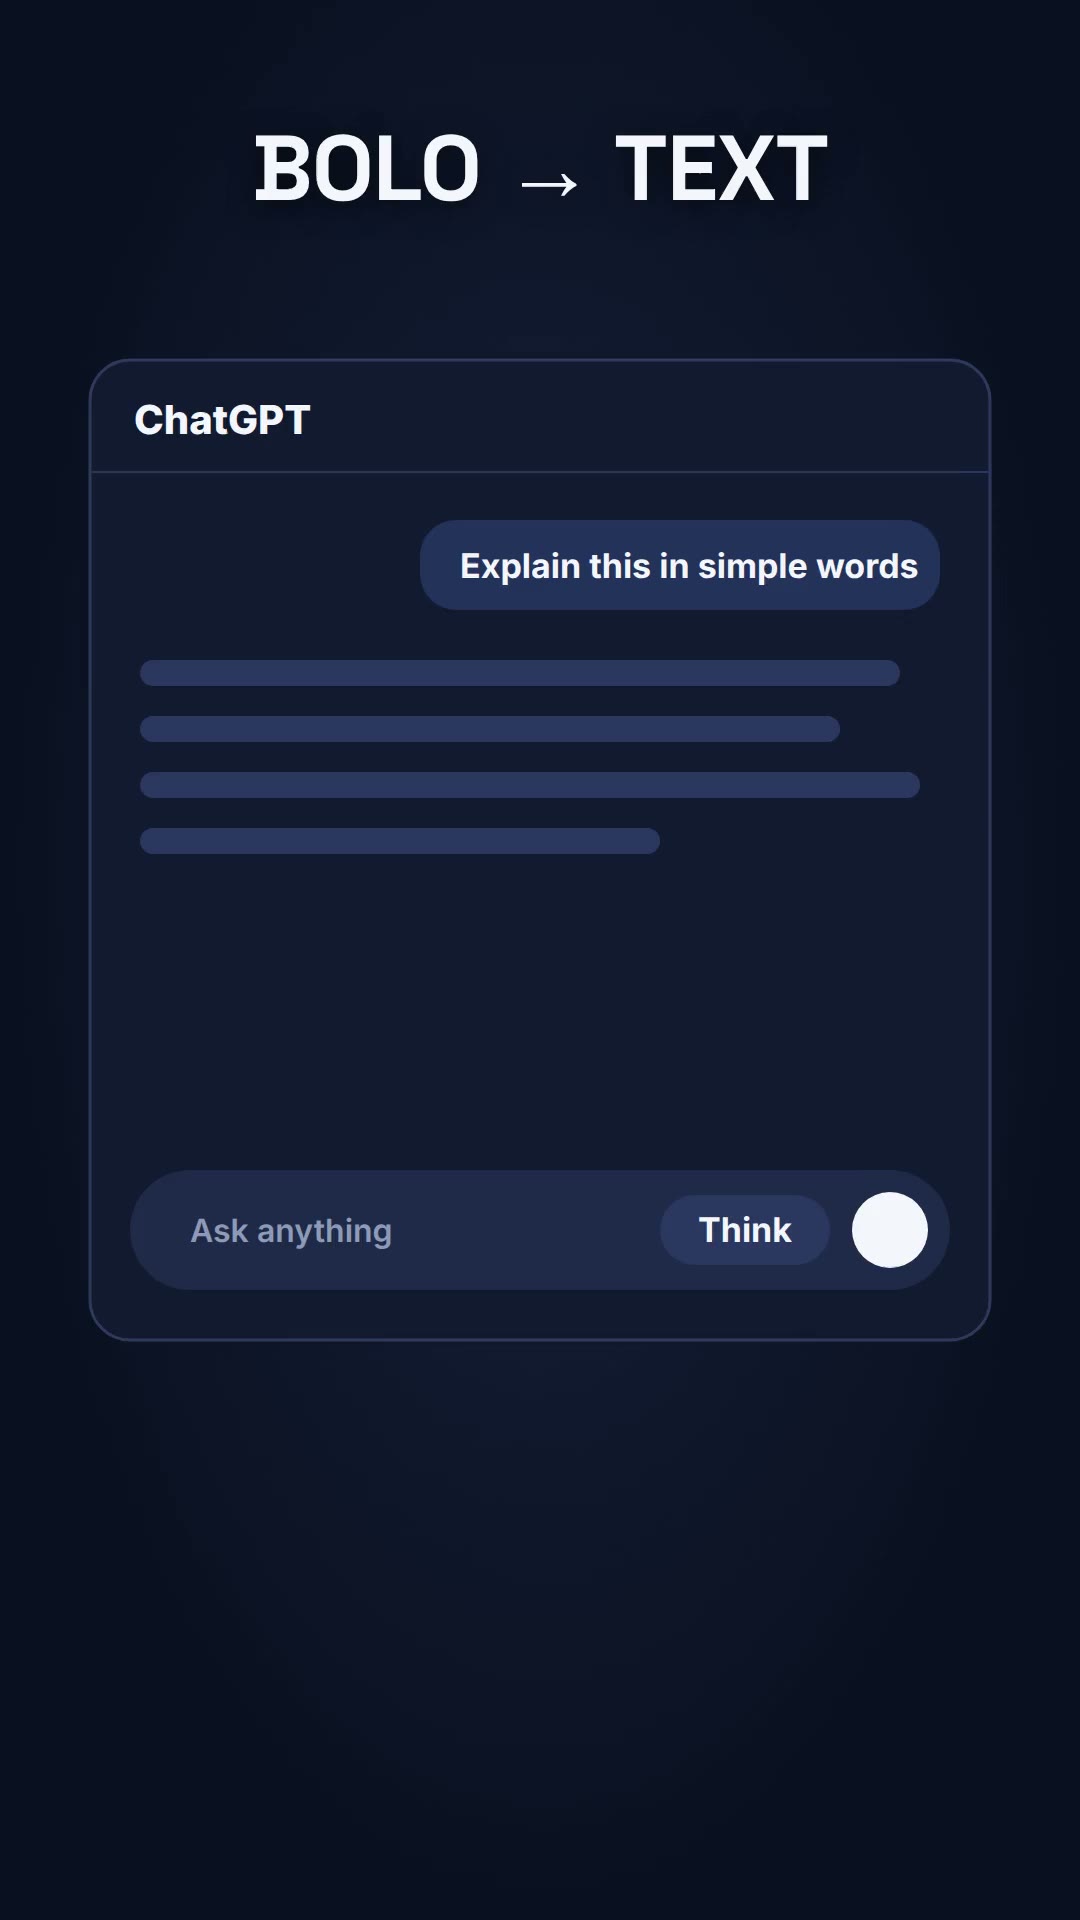 BOLO → TEXT
ChatGPT
Explain this in simple words
Ask anything
Think